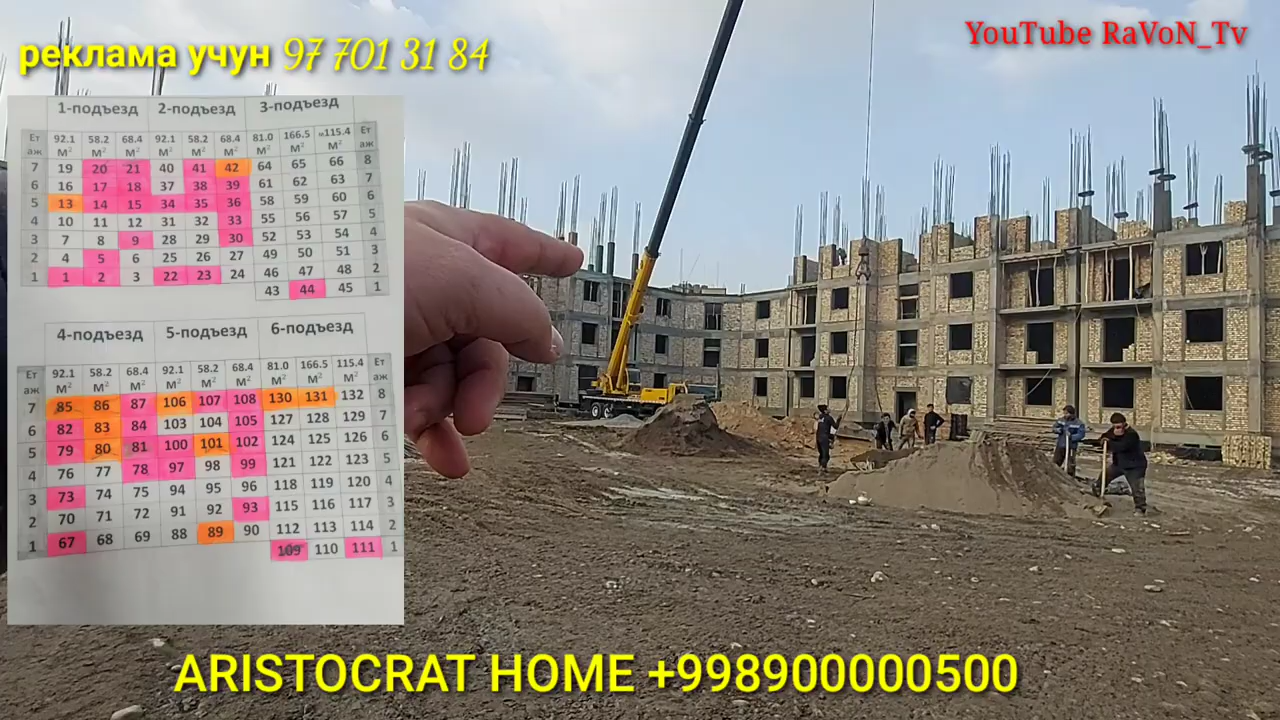 реклама учун 97 701 31 84
YouTube RaVoN_Tv
1-подъезд 2-подъезд 3-подъезд
Ет аж 92.1 м² 58.2 м² 68.4 м² 92.1 м² 58.2 м² 68.4 м² 81.0 м² 166.5 м² 115.4 м² Ет аж
7 19 20 21 40 41 42 64 65 66 8
6 16 17 18 37 38 39 61 62 63 7
5 13 14 15 34 35 36 58 59 60 6
4 10 11 12 31 32 33 55 56 57 5
3 7 8 9 28 29 30 52 53 54 4
2 4 5 6 25 26 27 49 50 51 3
1 1 2 3 22 23 24 46 47 48 2
43 44 45 1
4-подъезд 5-подъезд 6-подъезд
Ет аж 92.1 м² 58.2 м² 68.4 м² 92.1 м² 58.2 м² 68.4 м² 81.0 м² 166.5 м² 115.4 м² Ет аж
7 85 86 87 106 107 108 130 131 132 8
6 82 83 84 103 104 105 127 128 129 7
5 79 80 81 100 101 102 124 125 126 6
4 76 77 78 97 98 99 121 122 123 5
3 73 74 75 94 95 96 118 119 120 4
2 70 71 72 91 92 93 115 116 117 3
1 67 68 69 88 89 90 112 113 114 2
109 110 111 1
ARISTOCRAT HOME +998900000500